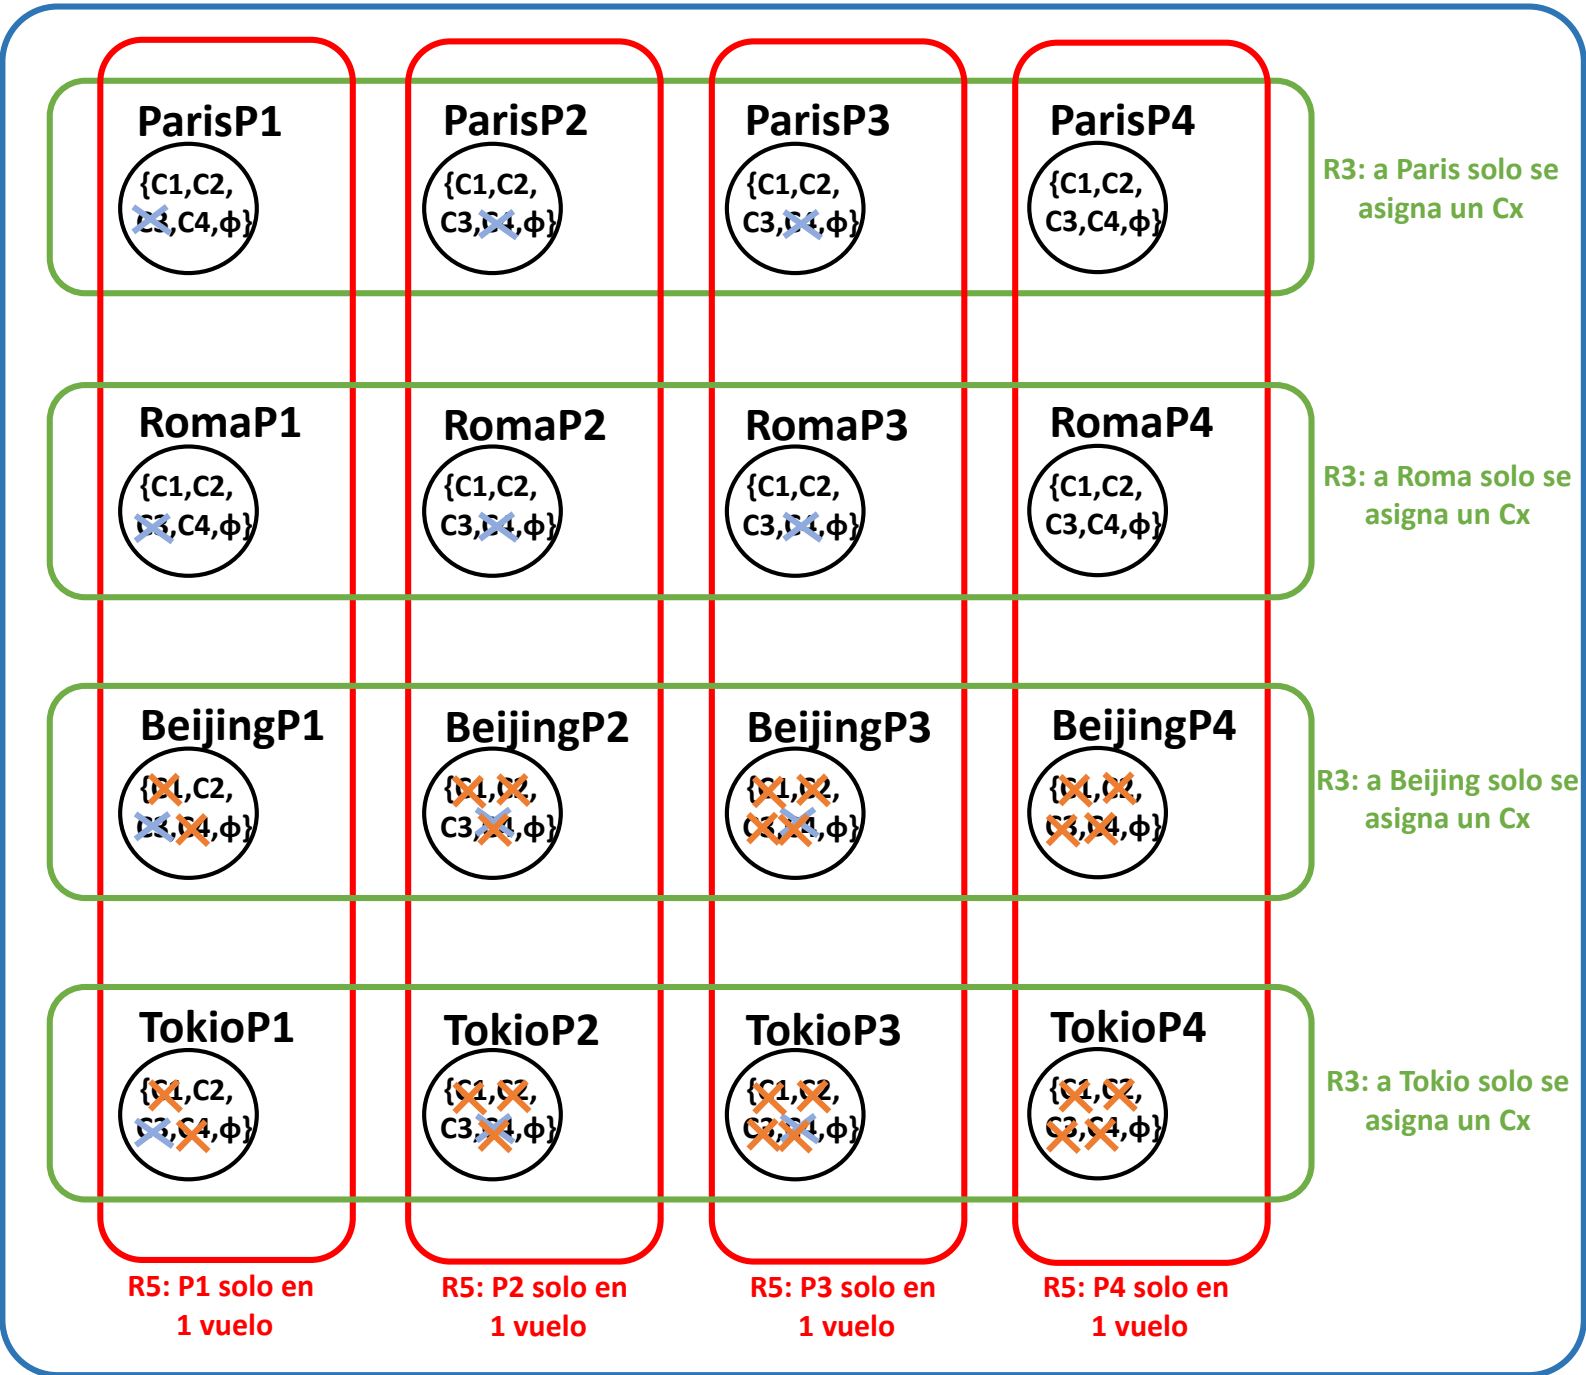 ParisP1
{C1,C2,
C3,C4,ф}
ParisP2
{C1,C2,
C3,C4,ф}
ParisP3
{C1,C2,
C3,C4,ф}
ParisP4
{C1,C2,
C3,C4,ф}
R3: a Paris solo se
asigna un Cx
RomaP1
{C1,C2,
C3,C4,ф}
RomaP2
{C1,C2,
C3,C4,ф}
RomaP3
{C1,C2,
C3,C4,ф}
RomaP4
{C1,C2,
C3,C4,ф}
R3: a Roma solo se
asigna un Cx
BeijingP1
{C1,C2,
C3,C4,ф}
BeijingP2
{C1,C2,
C3,C4,ф}
BeijingP3
{C1,C2,
C3,C4,ф}
BeijingP4
{C1,C2,
C3,C4,ф}
R3: a Beijing solo se
asigna un Cx
TokioP1
{C1,C2,
C3,C4,ф}
TokioP2
{C1,C2,
C3,C4,ф}
TokioP3
{C1,C2,
C3,C4,ф}
TokioP4
{C1,C2,
C3,C4,ф}
R3: a Tokio solo se
asigna un Cx
R5: P1 solo en
1 vuelo
R5: P2 solo en
1 vuelo
R5: P3 solo en
1 vuelo
R5: P4 solo en
1 vuelo